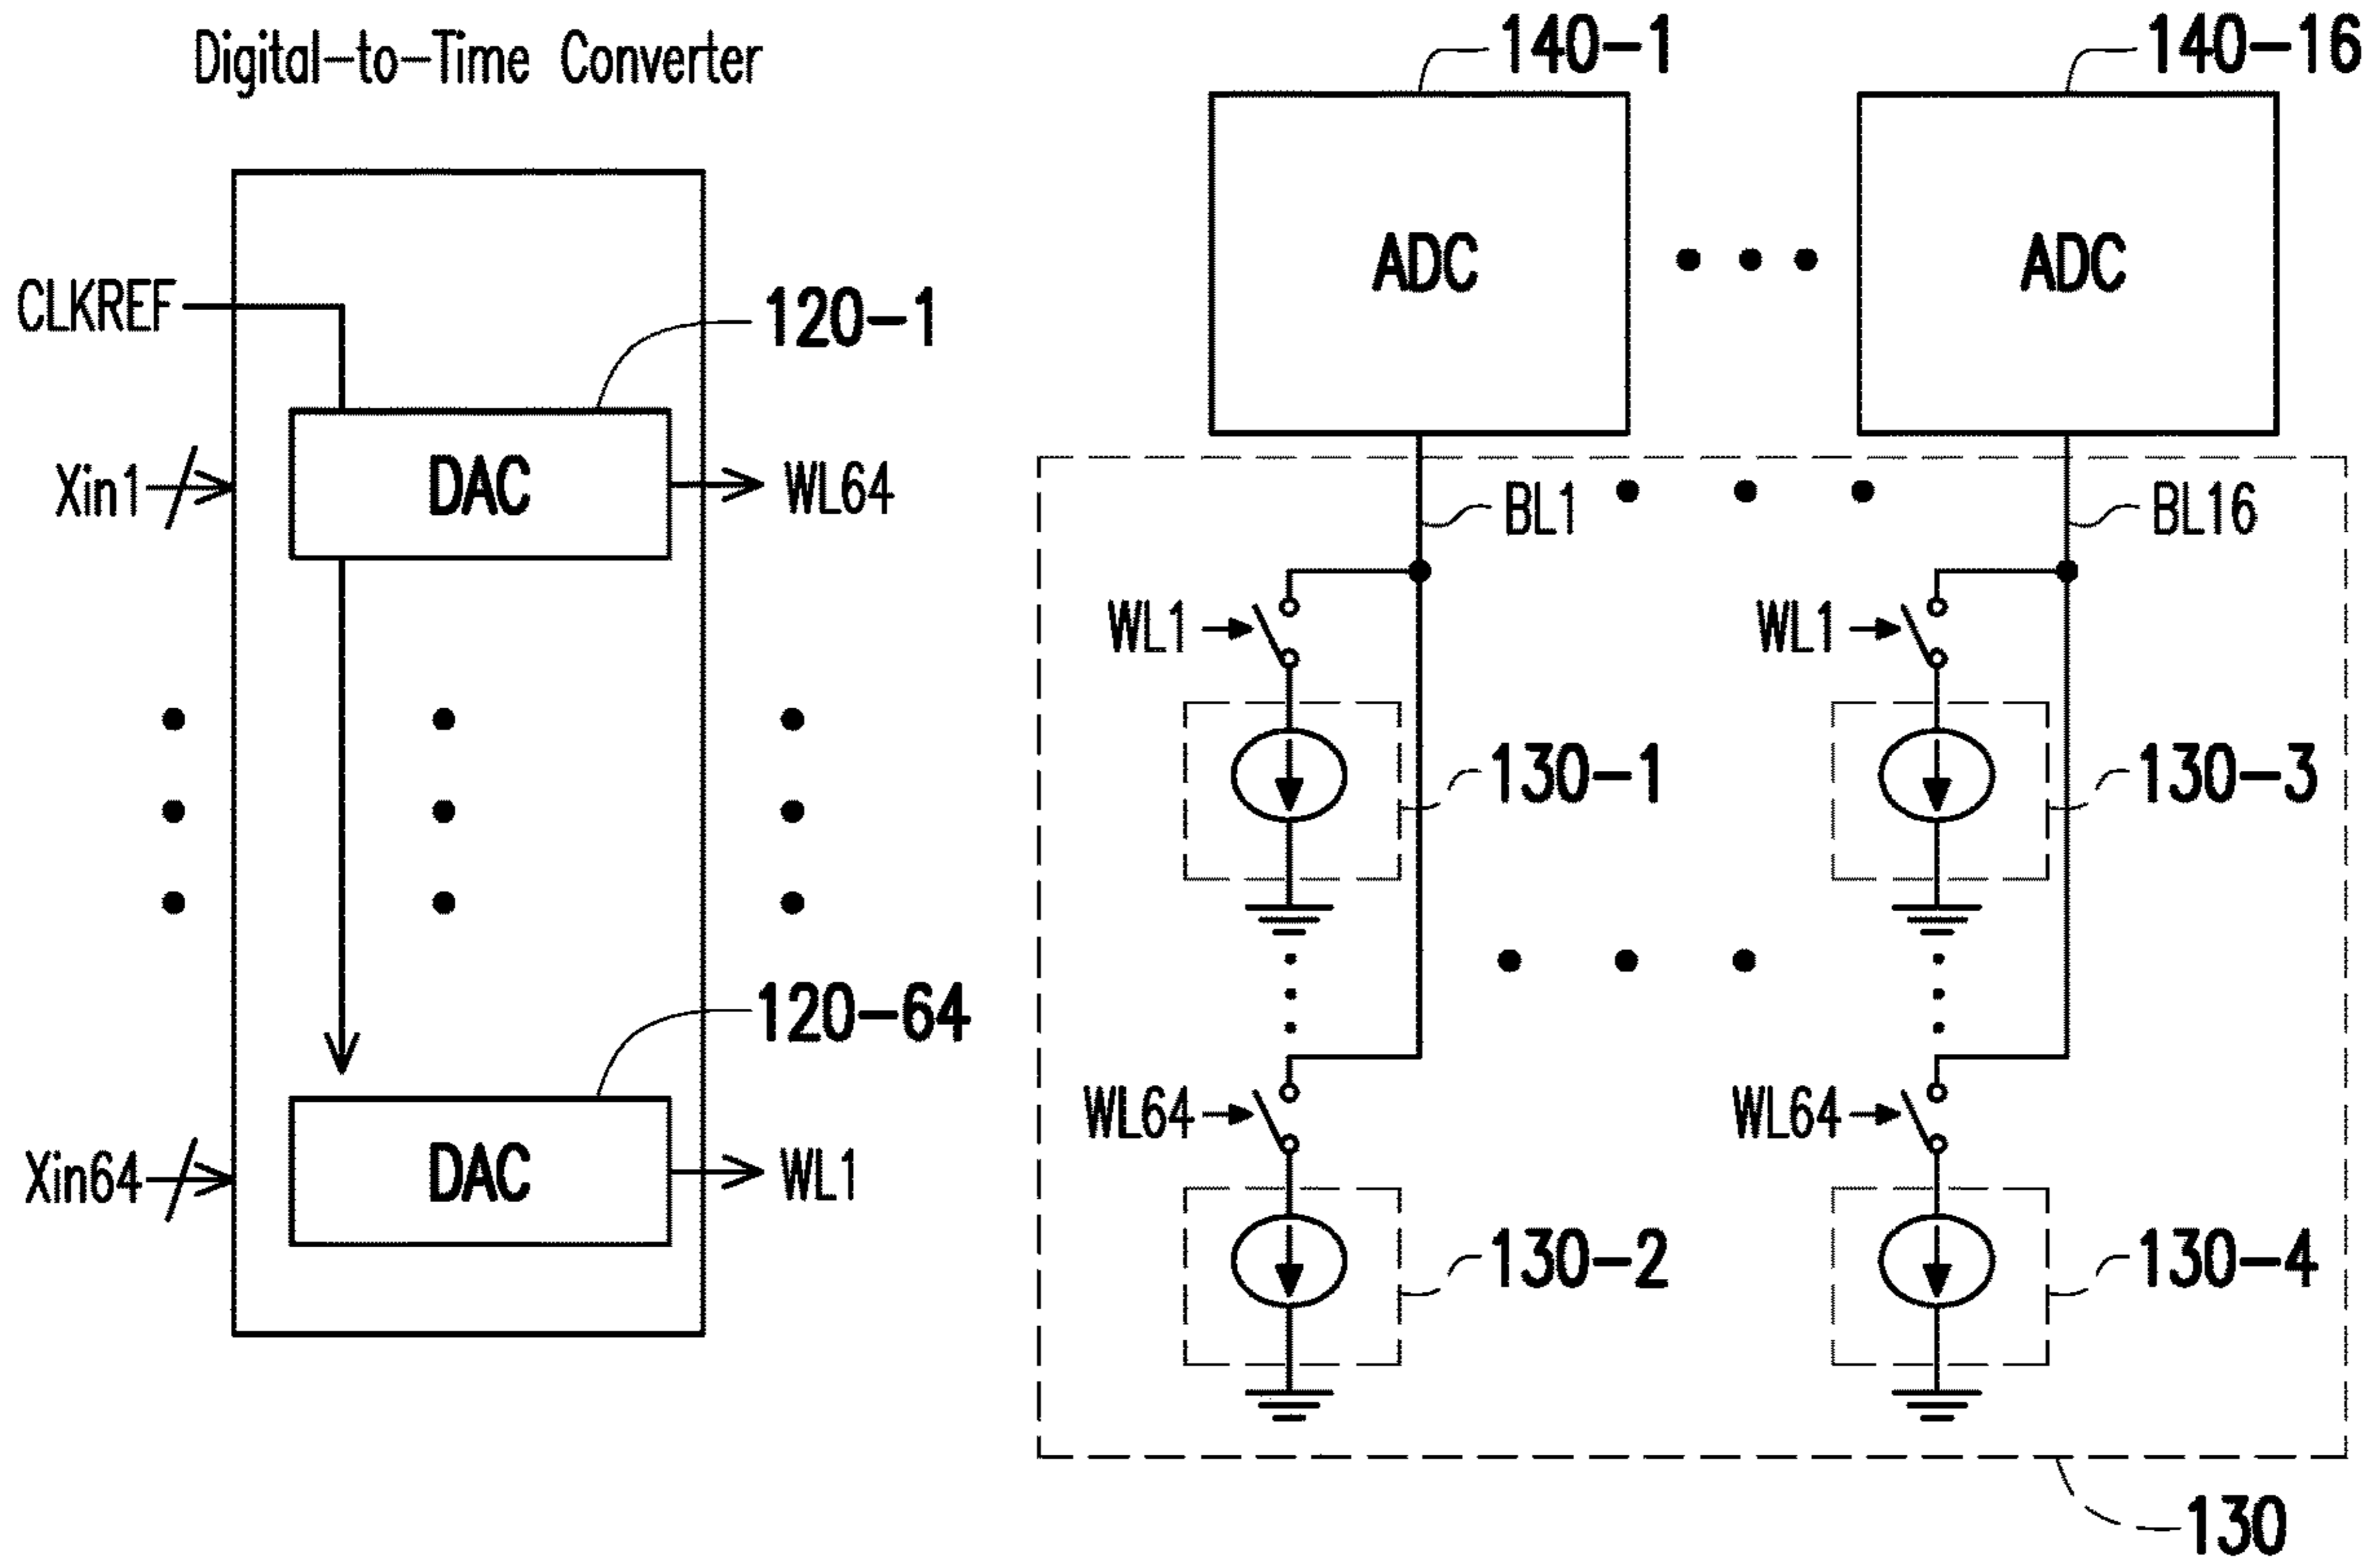 Digital-to-Time Converter
140-1
140-16
ADC
ADC
CLKREF
120-1
Xin1
DAC
WL64
BL1
BL16
WL1
WL1
130-1
130-3
120-64
WL64
WL64
Xin64
DAC
WL1
130-2
130-4
130